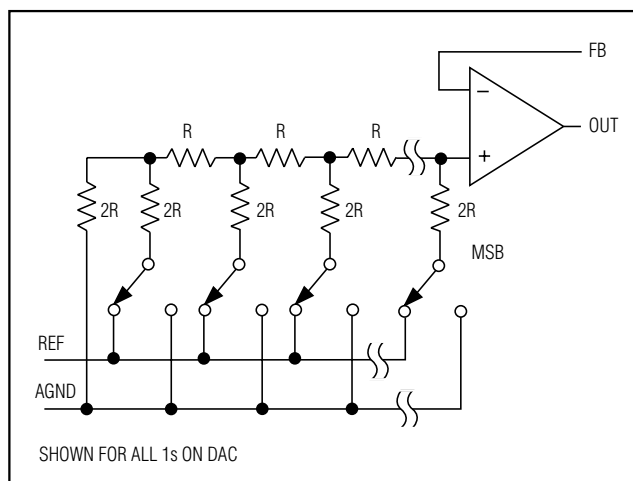 FB
−
OUT
+
R
R
R
2R
2R
2R
2R
2R
MSB
REF
AGND
SHOWN FOR ALL 1s ON DAC